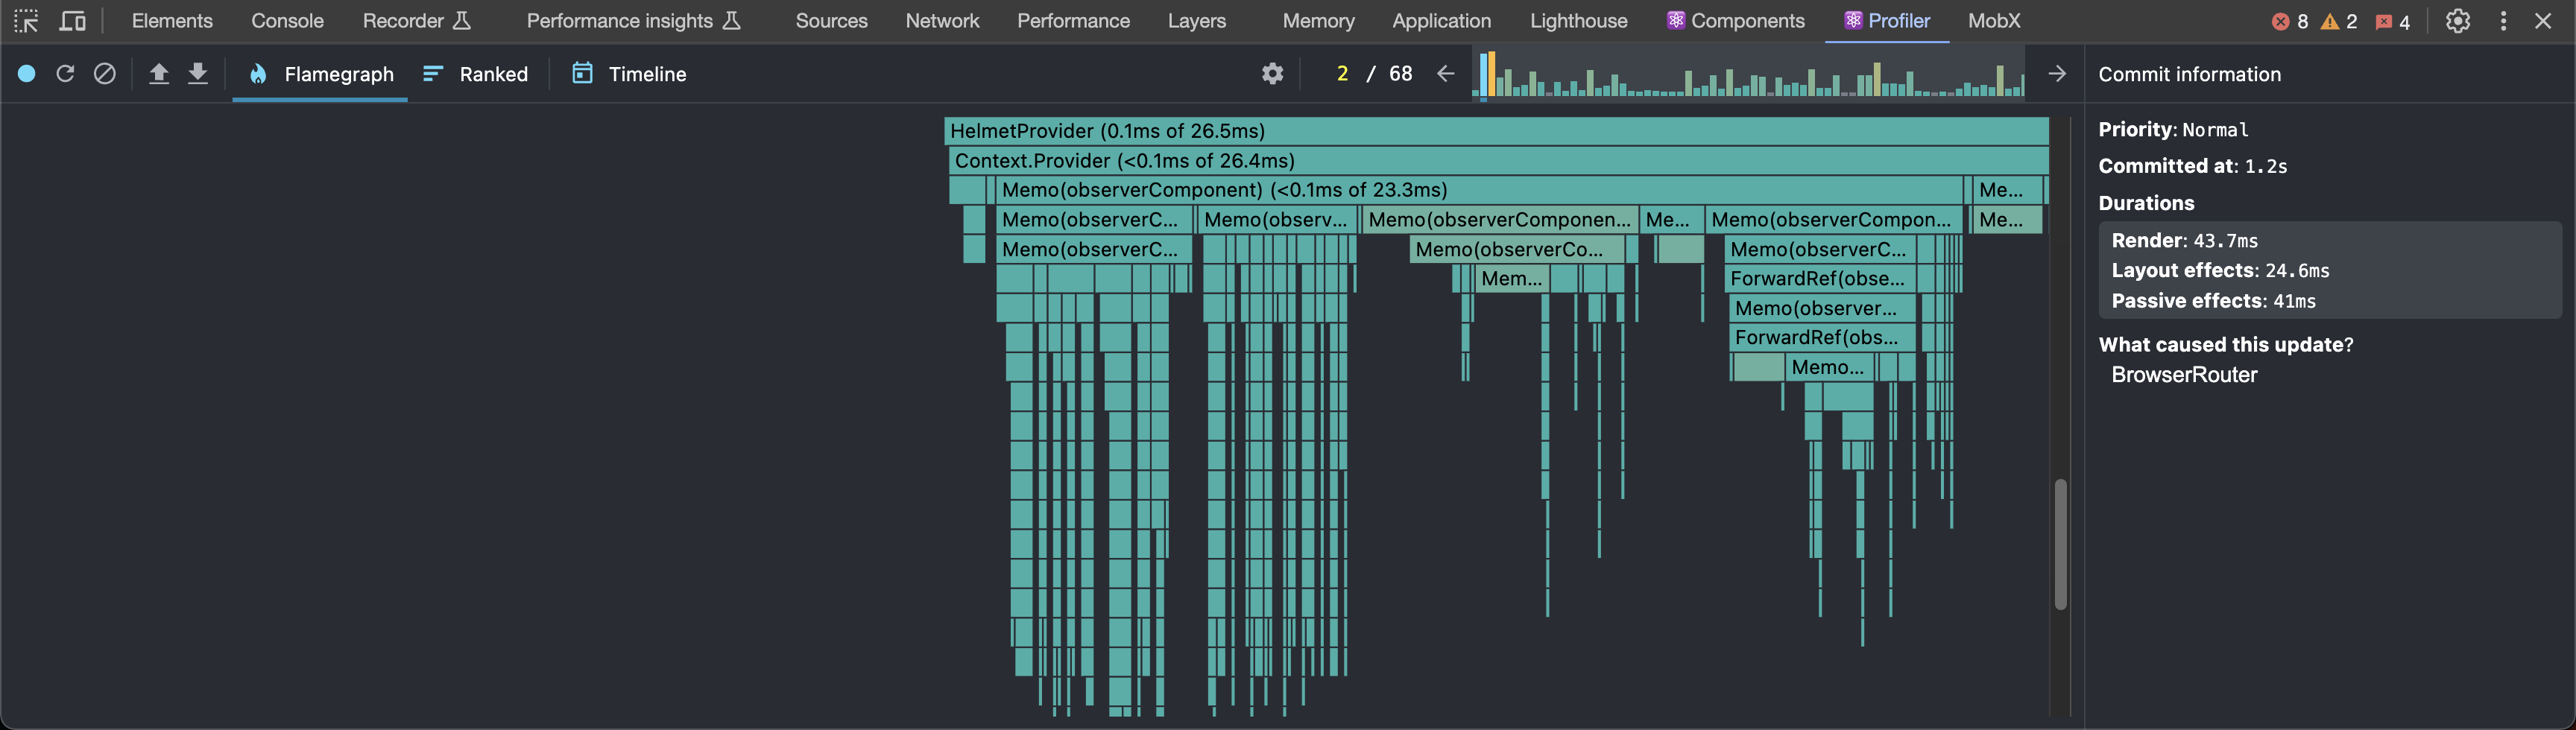 Elements Console Recorder Performance insights Sources Network Performance Layers Memory Application Lighthouse Components Profiler MobX 8 2 4
Flamegraph Ranked Timeline 2 / 68 Commit information
HelmetProvider (0.1ms of 26.5ms)
Context.Provider (<0.1ms of 26.4ms)
Memo(observerComponent) (<0.1ms of 23.3ms) Me...
Memo(observerC... Memo(observ... Memo(observerComponen... Me... Memo(observerCompon... Me...
Memo(observerC... Memo(observerCo... Memo(observerC...
Mem... ForwardRef(obse...
Memo(observer...
ForwardRef(obs...
Memo...
Priority: Normal
Committed at: 1.2s
Durations
Render: 43.7ms
Layout effects: 24.6ms
Passive effects: 41ms
What caused this update?
BrowserRouter